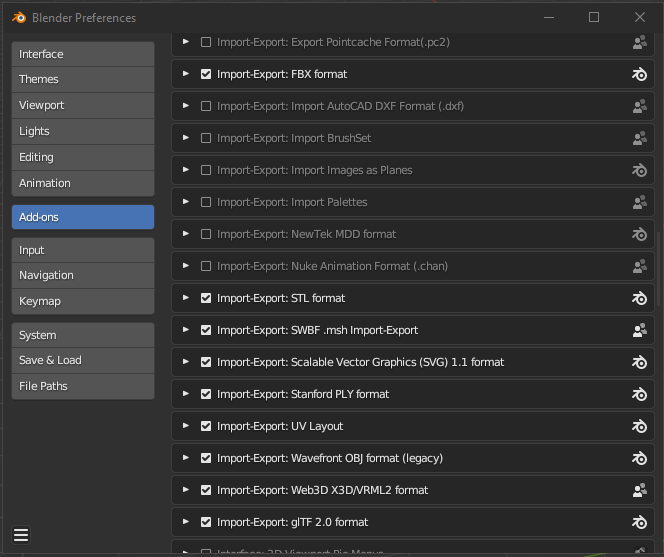 Blender Preferences
Interface
Themes
Viewport
Lights
Editing
Animation
Add-ons
Input
Navigation
Keymap
System
Save & Load
File Paths
Import-Export: Export Pointcache Format(.pc2)
Import-Export: FBX format
Import-Export: Import AutoCAD DXF Format (.dxf)
Import-Export: Import BrushSet
Import-Export: Import Images as Planes
Import-Export: Import Palettes
Import-Export: NewTek MDD format
Import-Export: Nuke Animation Format (.chan)
Import-Export: STL format
Import-Export: SWBF .msh Import-Export
Import-Export: Scalable Vector Graphics (SVG) 1.1 format
Import-Export: Stanford PLY format
Import-Export: UV Layout
Import-Export: Wavefront OBJ format (legacy)
Import-Export: Web3D X3D/VRML2 format
Import-Export: glTF 2.0 format
Interface: 3D Viewport Pie Menus